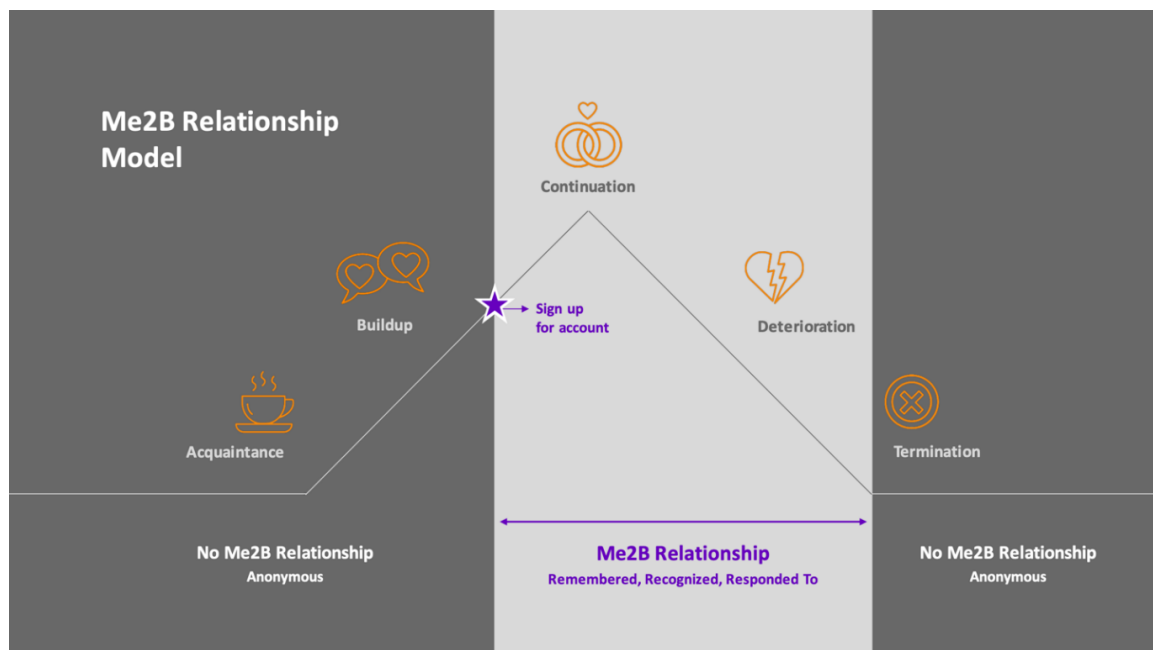 Me2B Relationship
Model
Continuation
Buildup
Sign up
for account
Deterioration
Acquaintance
Termination
No Me2B Relationship
Anonymous
Me2B Relationship
Remembered, Recognized, Responded To
No Me2B Relationship
Anonymous